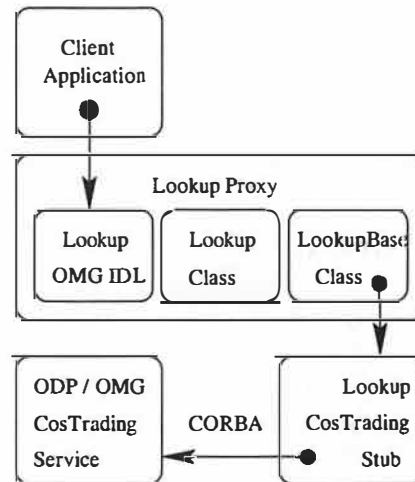 Client
Application
Lookup Proxy
Lookup
OMG IDL
Lookup
Class
LookupBase
Class
ODP / OMG
CosTrading
Service
CORBA
Lookup
CosTrading
Stub